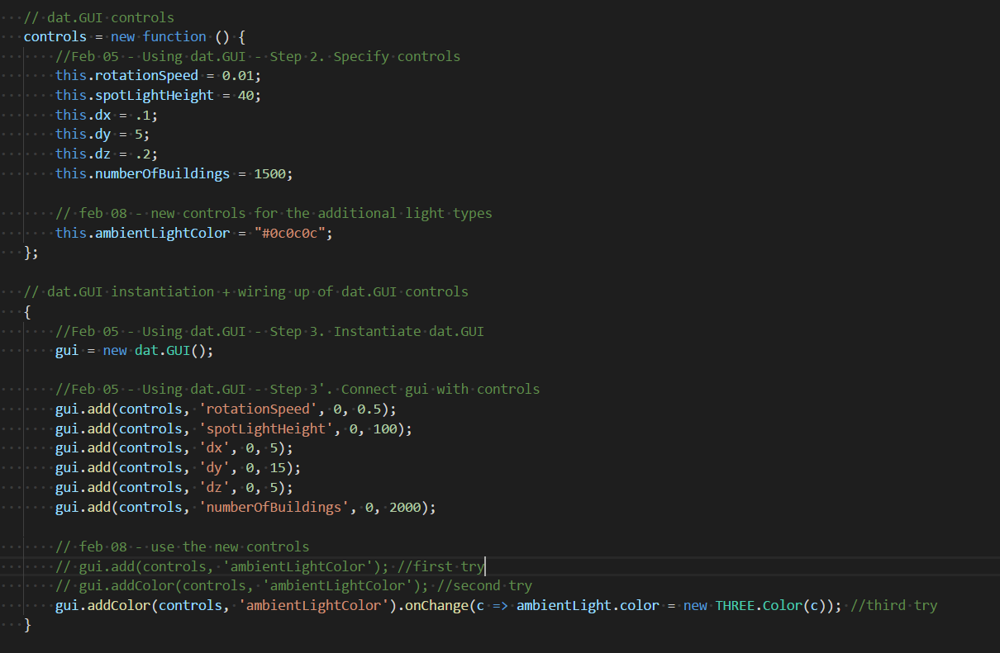 // dat.GUI controls
controls = new function () {
//Feb 05 - Using dat.GUI - Step 2. Specify controls
this.rotationSpeed = 0.01;
this.spotLightHeight = 40;
this.dx = .1;
this.dy = 5;
this.dz = .2;
this.numberOfBuildings = 1500;
// feb 08 - new controls for the additional light types
this.ambientLightColor = "#0c0c0c";
};
// dat.GUI instantiation + wiring up of dat.GUI controls
{
//Feb 05 - Using dat.GUI - Step 3. Instantiate dat.GUI
gui = new dat.GUI();
//Feb 05 - Using dat.GUI - Step 3'. Connect gui with controls
gui.add(controls, 'rotationSpeed', 0, 0.5);
gui.add(controls, 'spotLightHeight', 0, 100);
gui.add(controls, 'dx', 0, 5);
gui.add(controls, 'dy', 0, 15);
gui.add(controls, 'dz', 0, 5);
gui.add(controls, 'numberOfBuildings', 0, 2000);
// feb 08 - use the new controls
// gui.add(controls, 'ambientLightColor'); //first try
// gui.addColor(controls, 'ambientLightColor'); //second try
gui.addColor(controls, 'ambientLightColor').onChange(c => ambientLight.color = new THREE.Color(c)); //third try
}